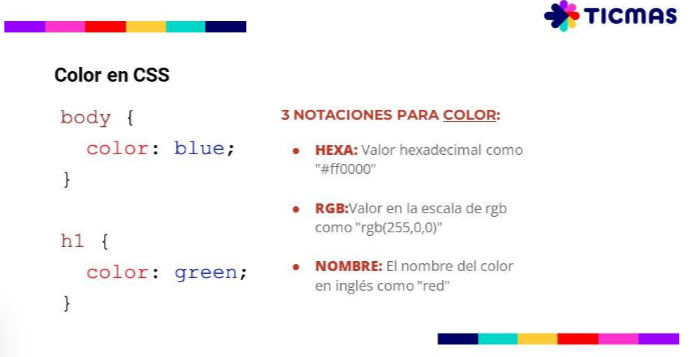 TICMAS
Color en CSS
body {
color: blue;
}
h1 {
color: green;
}
3 NOTACIONES PARA COLOR:
HEXA: Valor hexadecimal como
"#ff0000"
RGB:Valor en la escala de rgb
como "rgb(255,0,0)"
NOMBRE: El nombre del color
en inglés como "red"